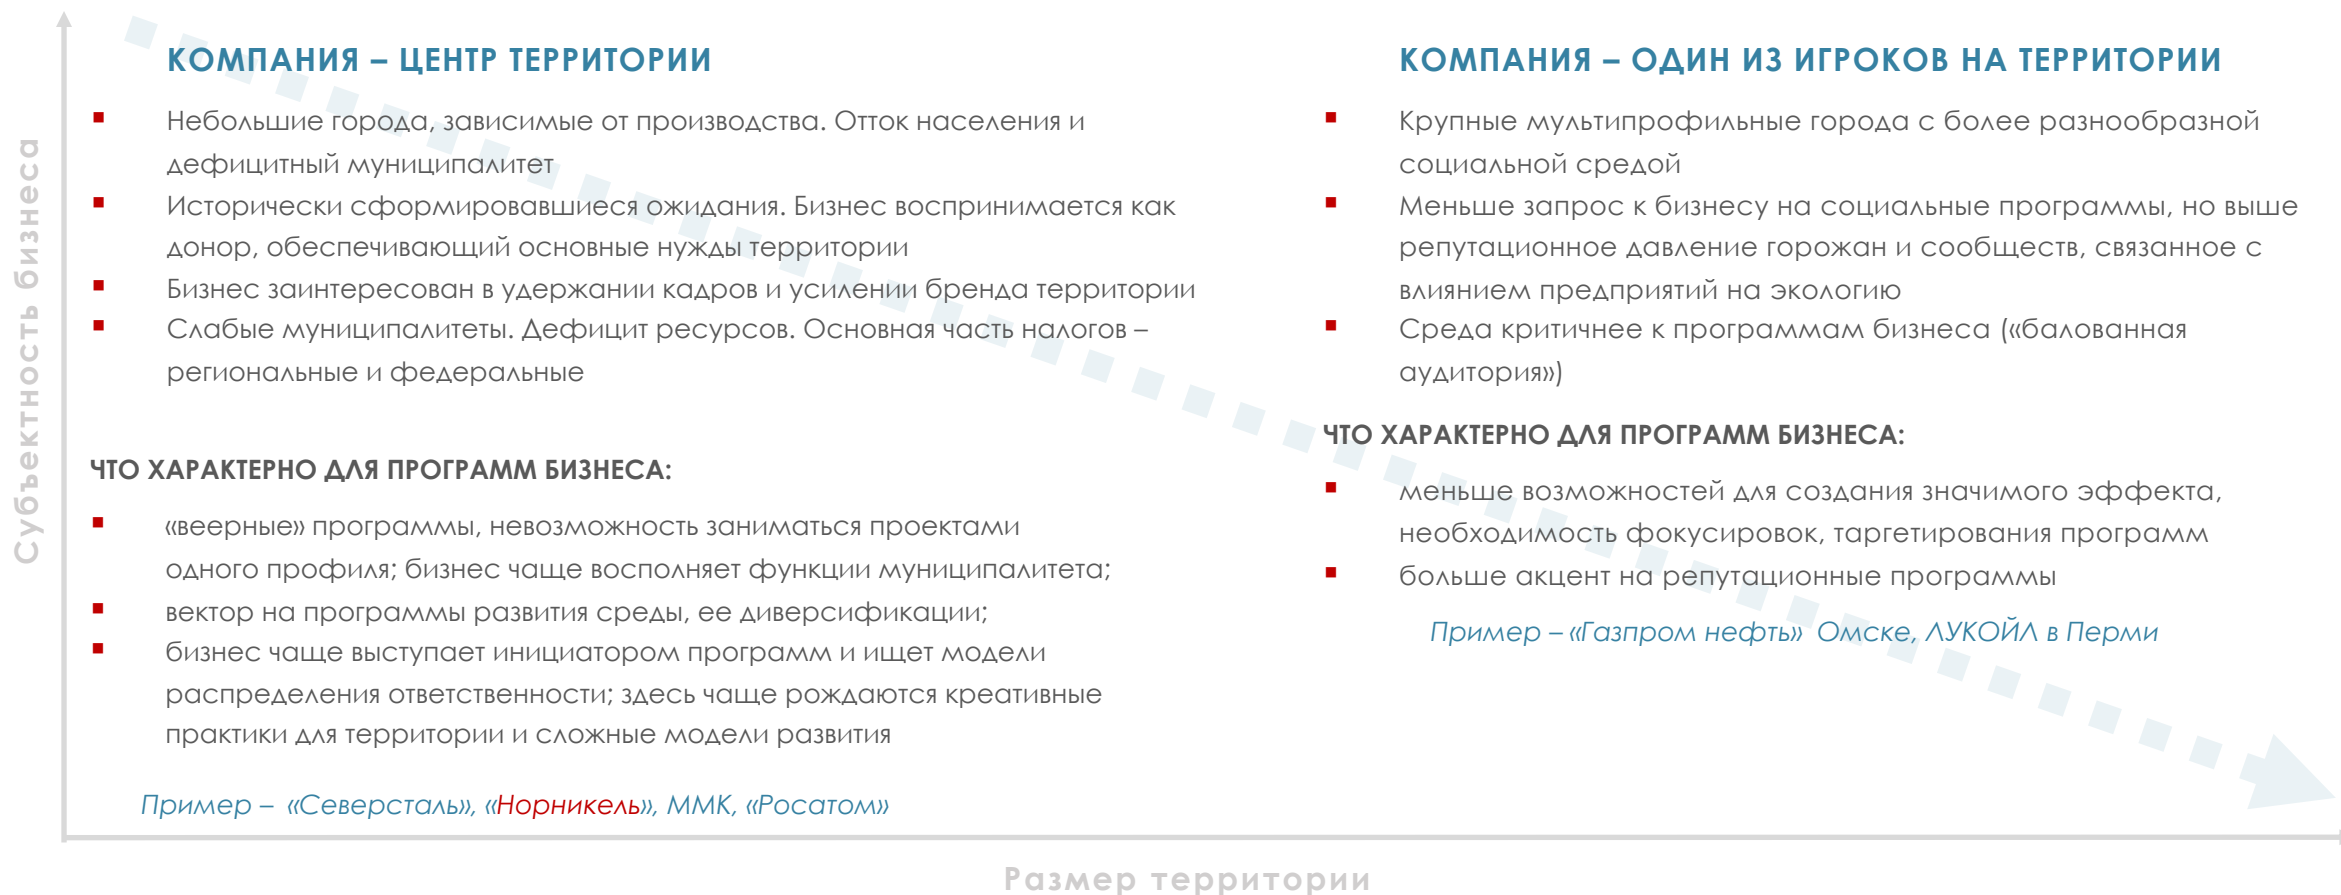 Субъектность бизнеса
КОМПАНИЯ – ЦЕНТР ТЕРРИТОРИИ
Небольшие города, зависимые от производства. Отток населения и
дефицитный муниципалитет
Исторически сформировавшиеся ожидания. Бизнес воспринимается как
донор, обеспечивающий основные нужды территории
Бизнес заинтересован в удержании кадров и усилении бренда территории
Слабые муниципалитеты. Дефицит ресурсов. Основная часть налогов –
региональные и федеральные
ЧТО ХАРАКТЕРНО ДЛЯ ПРОГРАММ БИЗНЕСА:
«веерные» программы, невозможность заниматься проектами
одного профиля; бизнес чаще восполняет функции муниципалитета;
вектор на программы развития среды, ее диверсификации;
бизнес чаще выступает инициатором программ и ищет модели
распределения ответственности; здесь чаще рождаются креативные
практики для территории и сложные модели развития
Пример – «Северсталь», «Норникель», ММК, «Росатом»
КОМПАНИЯ – ОДИН ИЗ ИГРОКОВ НА ТЕРРИТОРИИ
Крупные мультипрофильные города с более разнообразной
социальной средой
Меньше запрос к бизнесу на социальные программы, но выше
репутационное давление горожан и сообществ, связанное с
влиянием предприятий на экологию
Среда критичнее к программам бизнеса («балованная
аудитория»)
ЧТО ХАРАКТЕРНО ДЛЯ ПРОГРАММ БИЗНЕСА:
меньше возможностей для создания значимого эффекта,
необходимость фокусировок, таргетирования программ
больше акцент на репутационные программы
Пример – «Газпром нефть» Омске, ЛУКОЙЛ в Перми
Размер территории